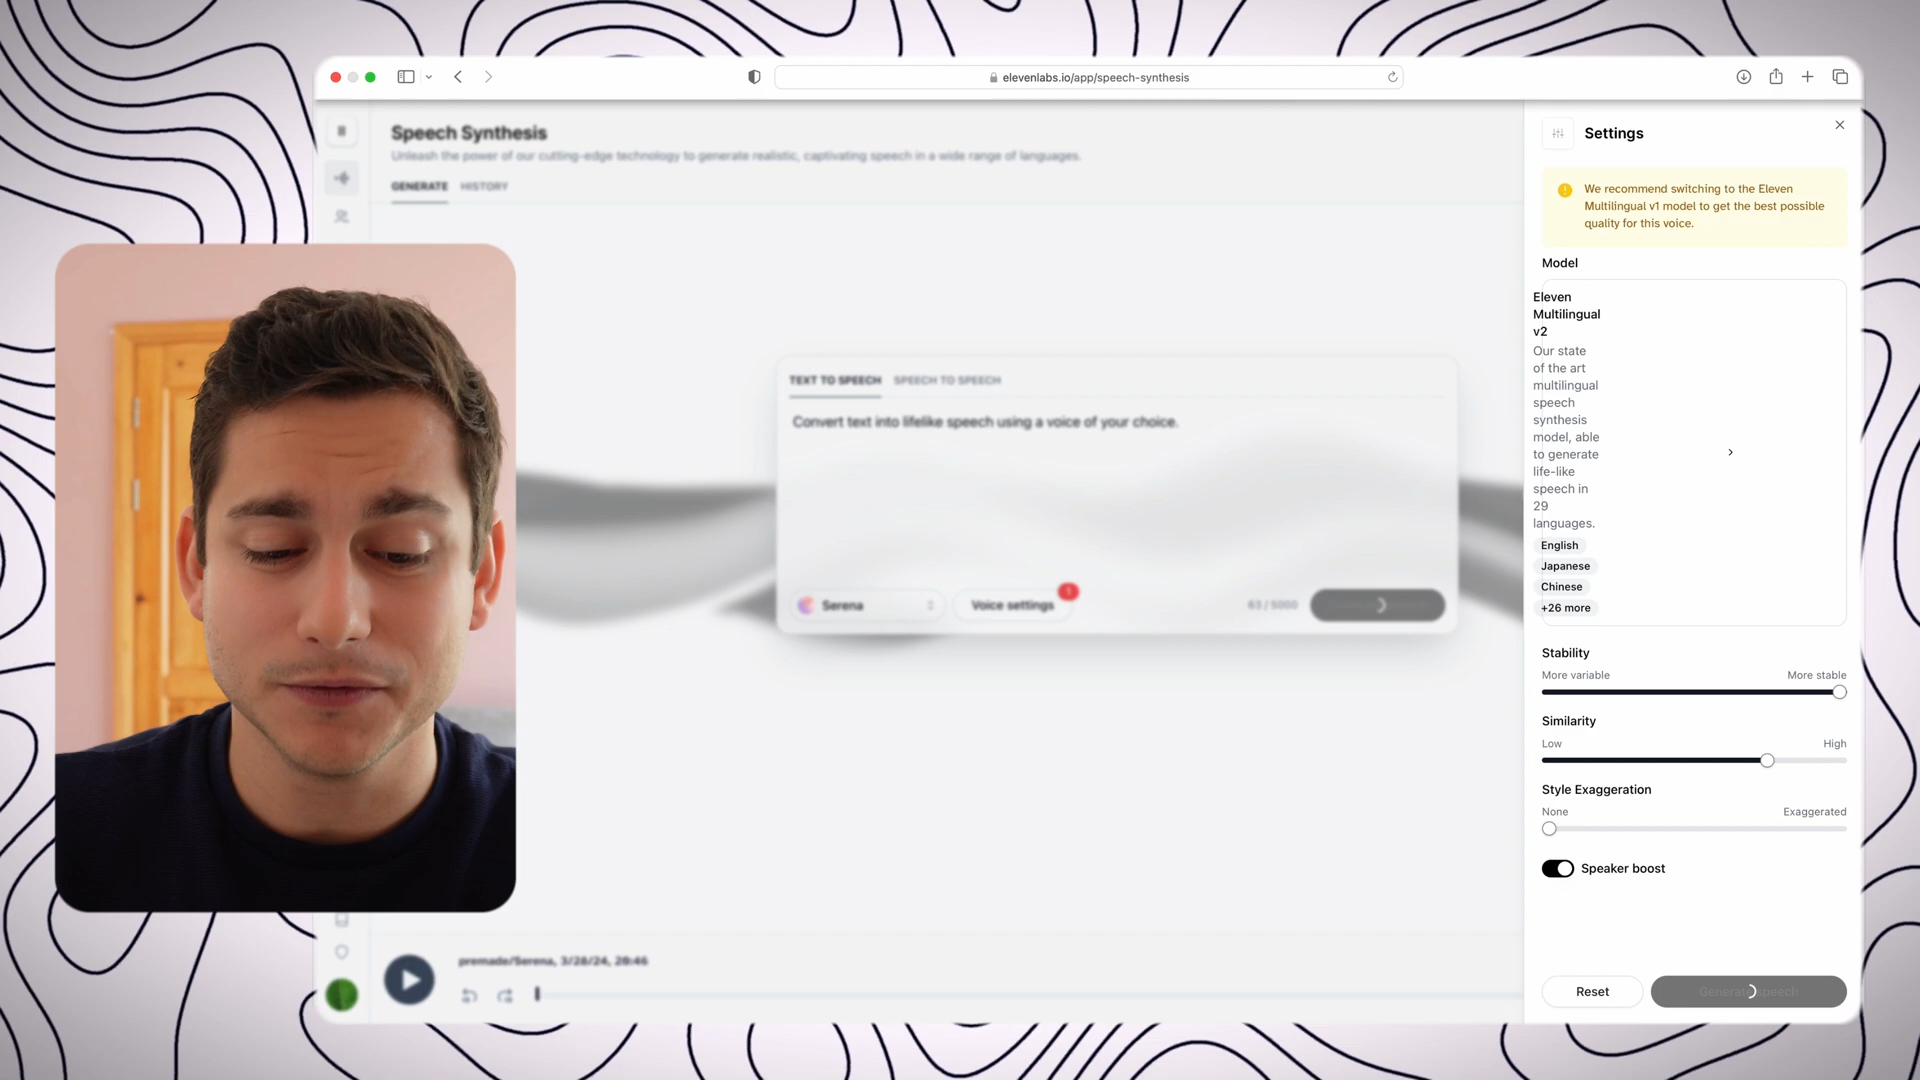 elevenlabs.io/app/speech-synthesis
Speech Synthesis
Unleash the power of our cutting-edge technology to generate realistic, captivating speech in a wide range of languages.
GENERATE HISTORY
TEXT TO SPEECH SPEECH TO SPEECH
Convert text into lifelike speech using a voice of your choice.
Serena
Voice settings
1
63 / 5000
premade/Serena, 3/28/24, 20:46
Settings
We recommend switching to the Eleven
Multilingual v1 model to get the best possible
quality for this voice.
Model
Eleven
Multilingual
v2
Our state
of the art
multilingual
speech
synthesis
model, able
to generate
life-like
speech in
29
languages.
English
Japanese
Chinese
+26 more
Stability
More variable More stable
Similarity
Low High
Style Exaggeration
None Exaggerated
Speaker boost
Reset
Generate speech